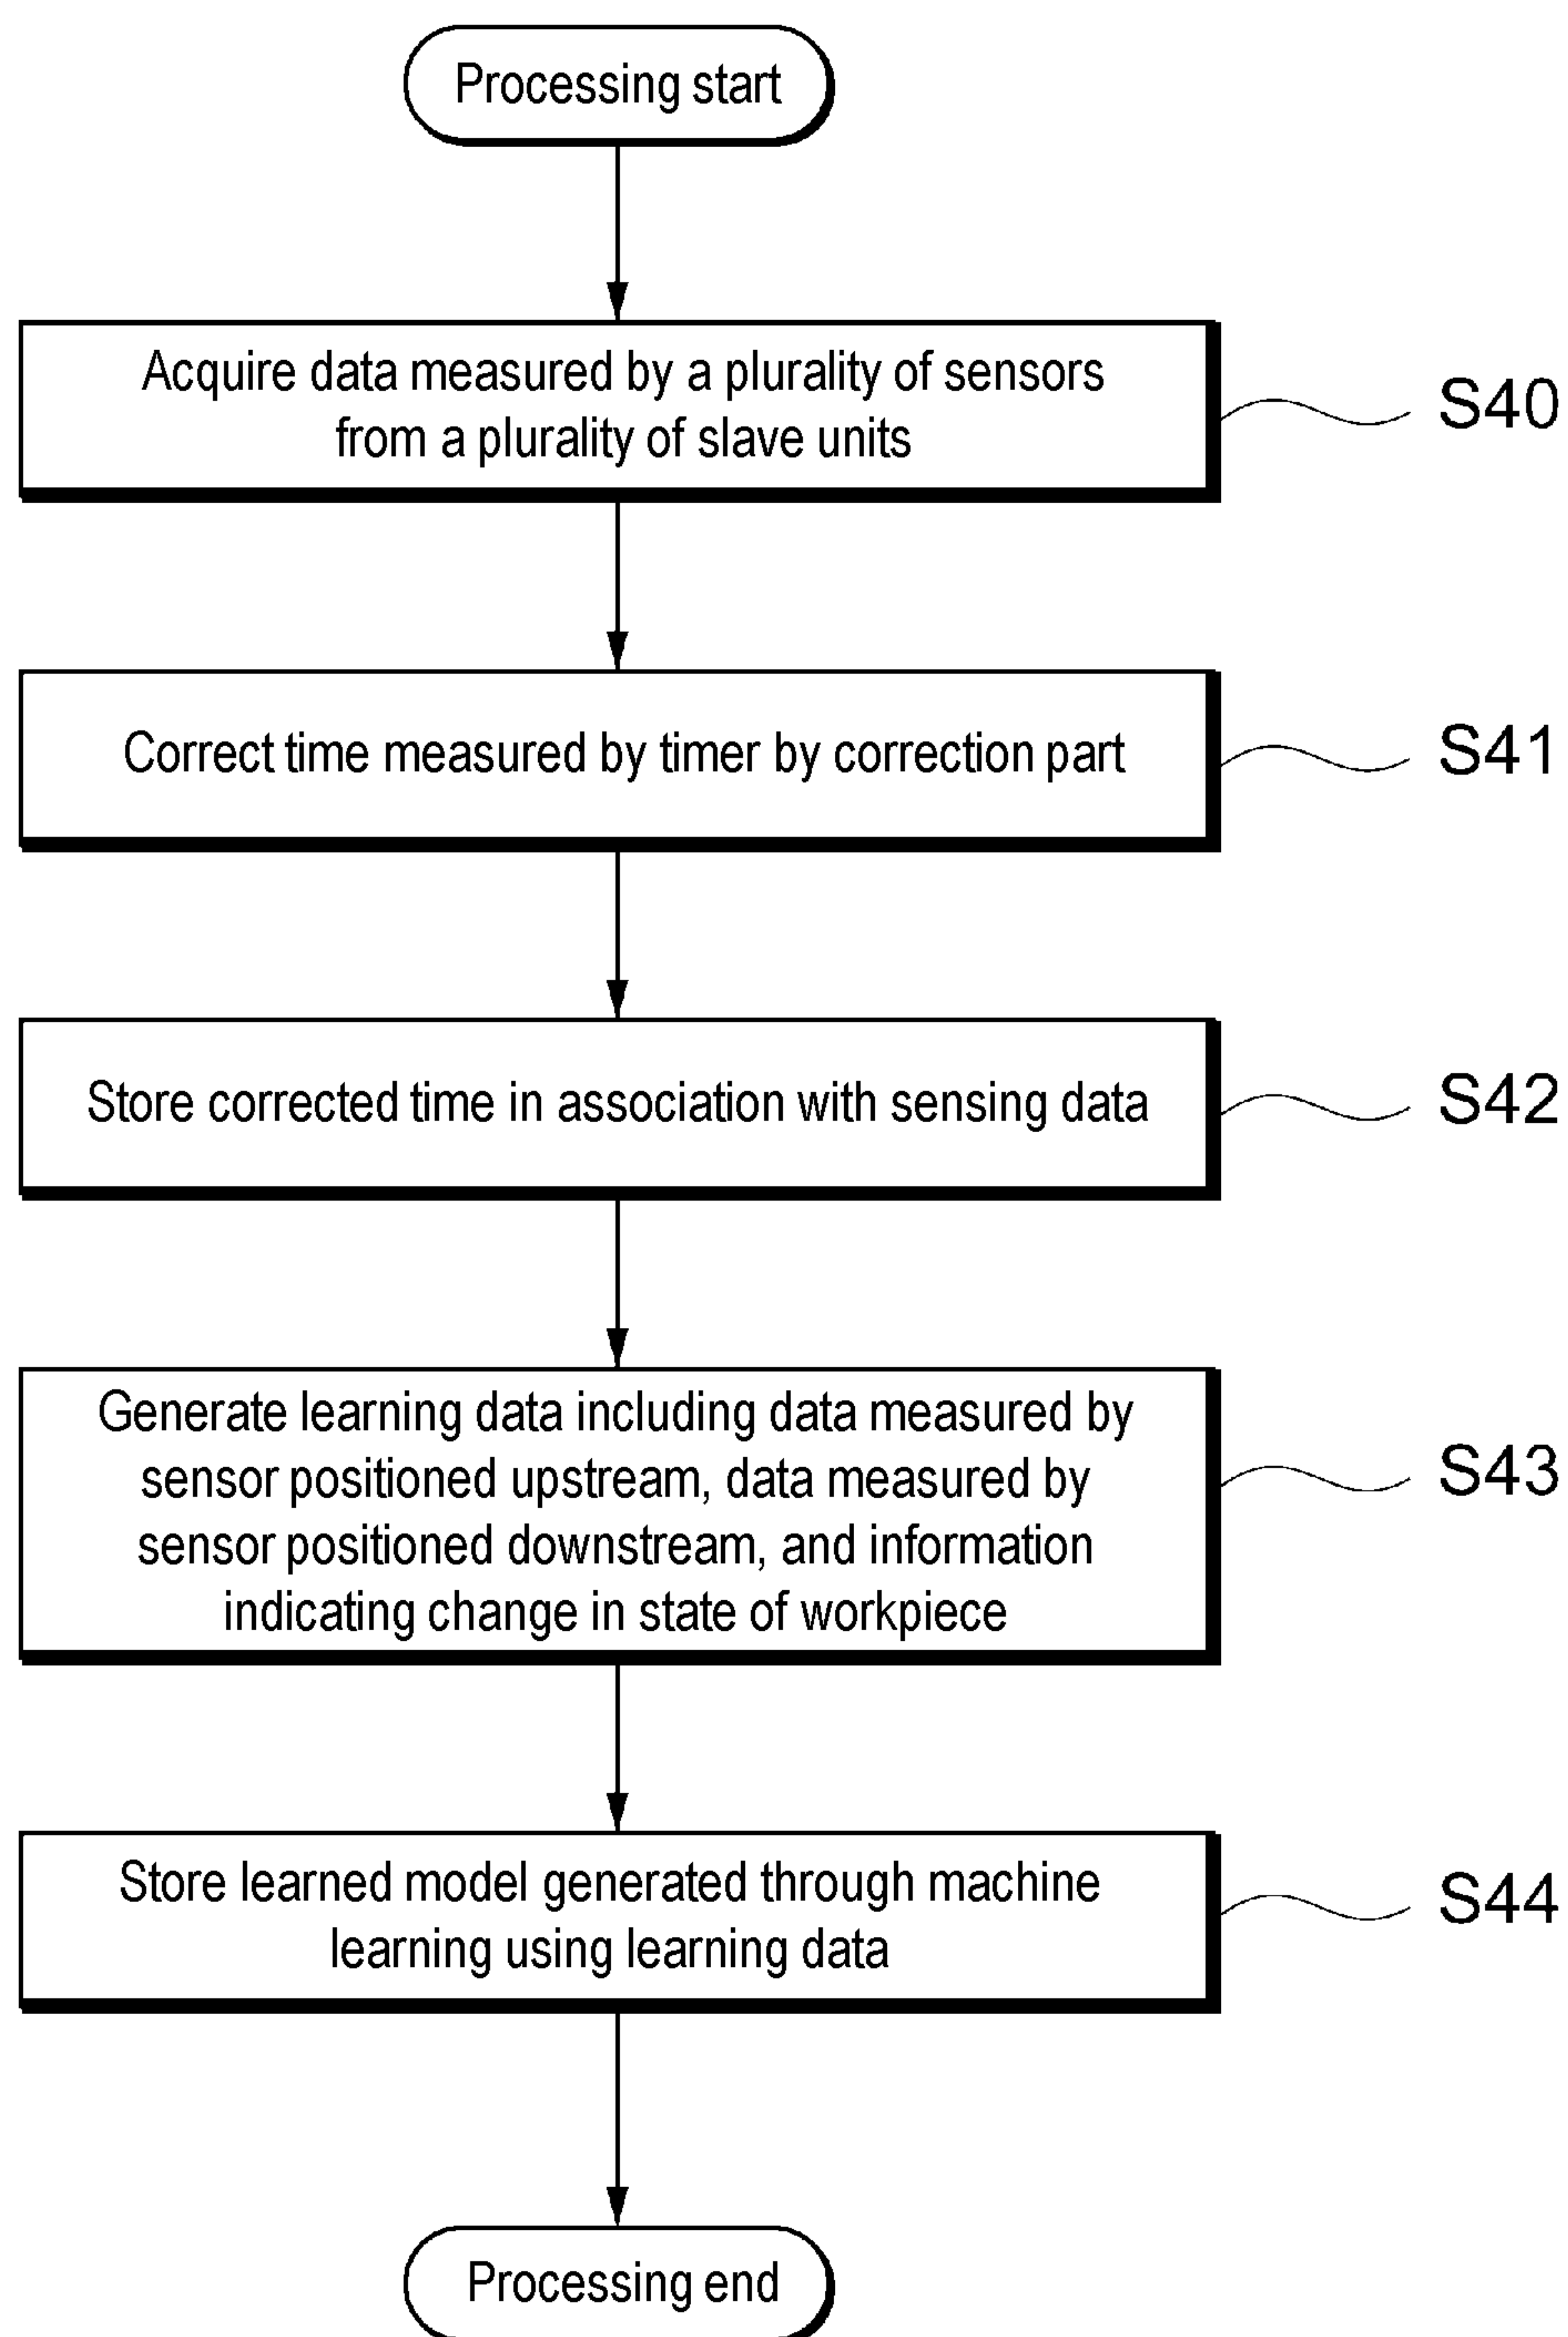 Processing start
Acquire data measured by a plurality of sensors
from a plurality of slave units
S40
Correct time measured by timer by correction part
S41
Store corrected time in association with sensing data
S42
Generate learning data including data measured by
sensor positioned upstream, data measured by
sensor positioned downstream, and information
indicating change in state of workpiece
S43
Store learned model generated through machine
learning using learning data
S44
Processing end